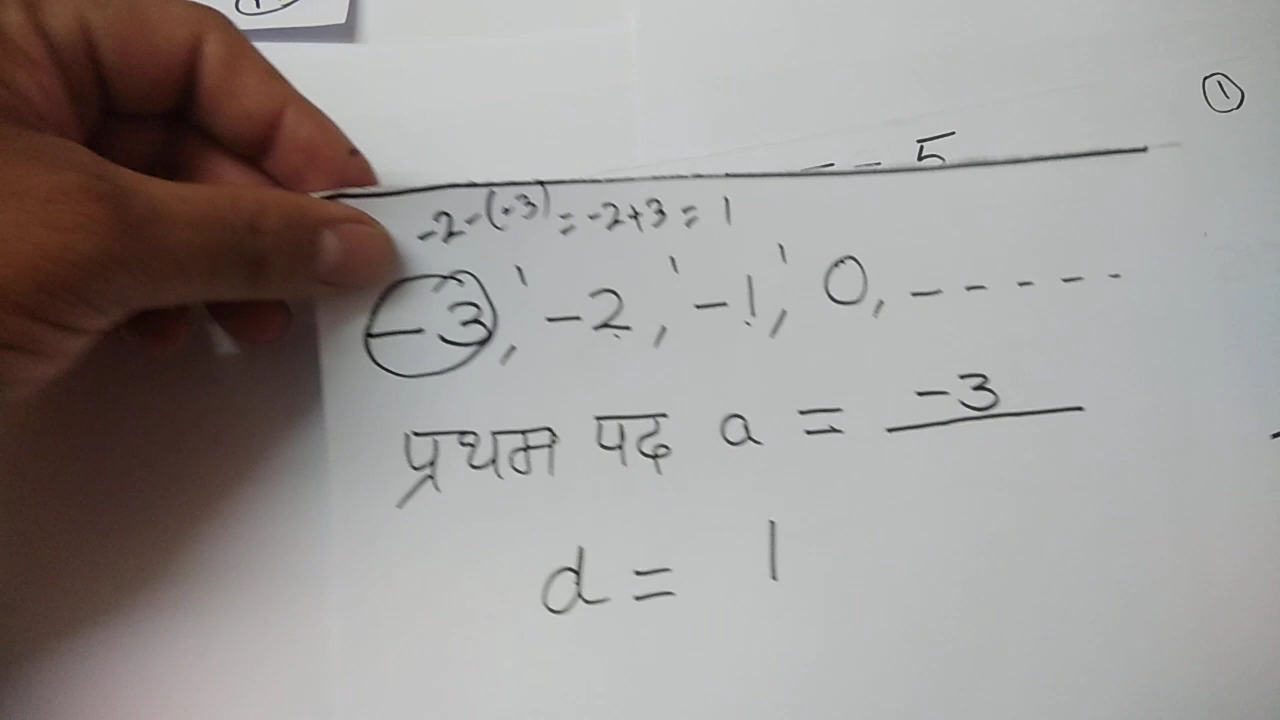 ①
- - 5
-2-(-3) = -2+3 = 1
-3, ' -2, ' -1, ' 0, - - - - -
प्रथम पद a = -3
d = 1